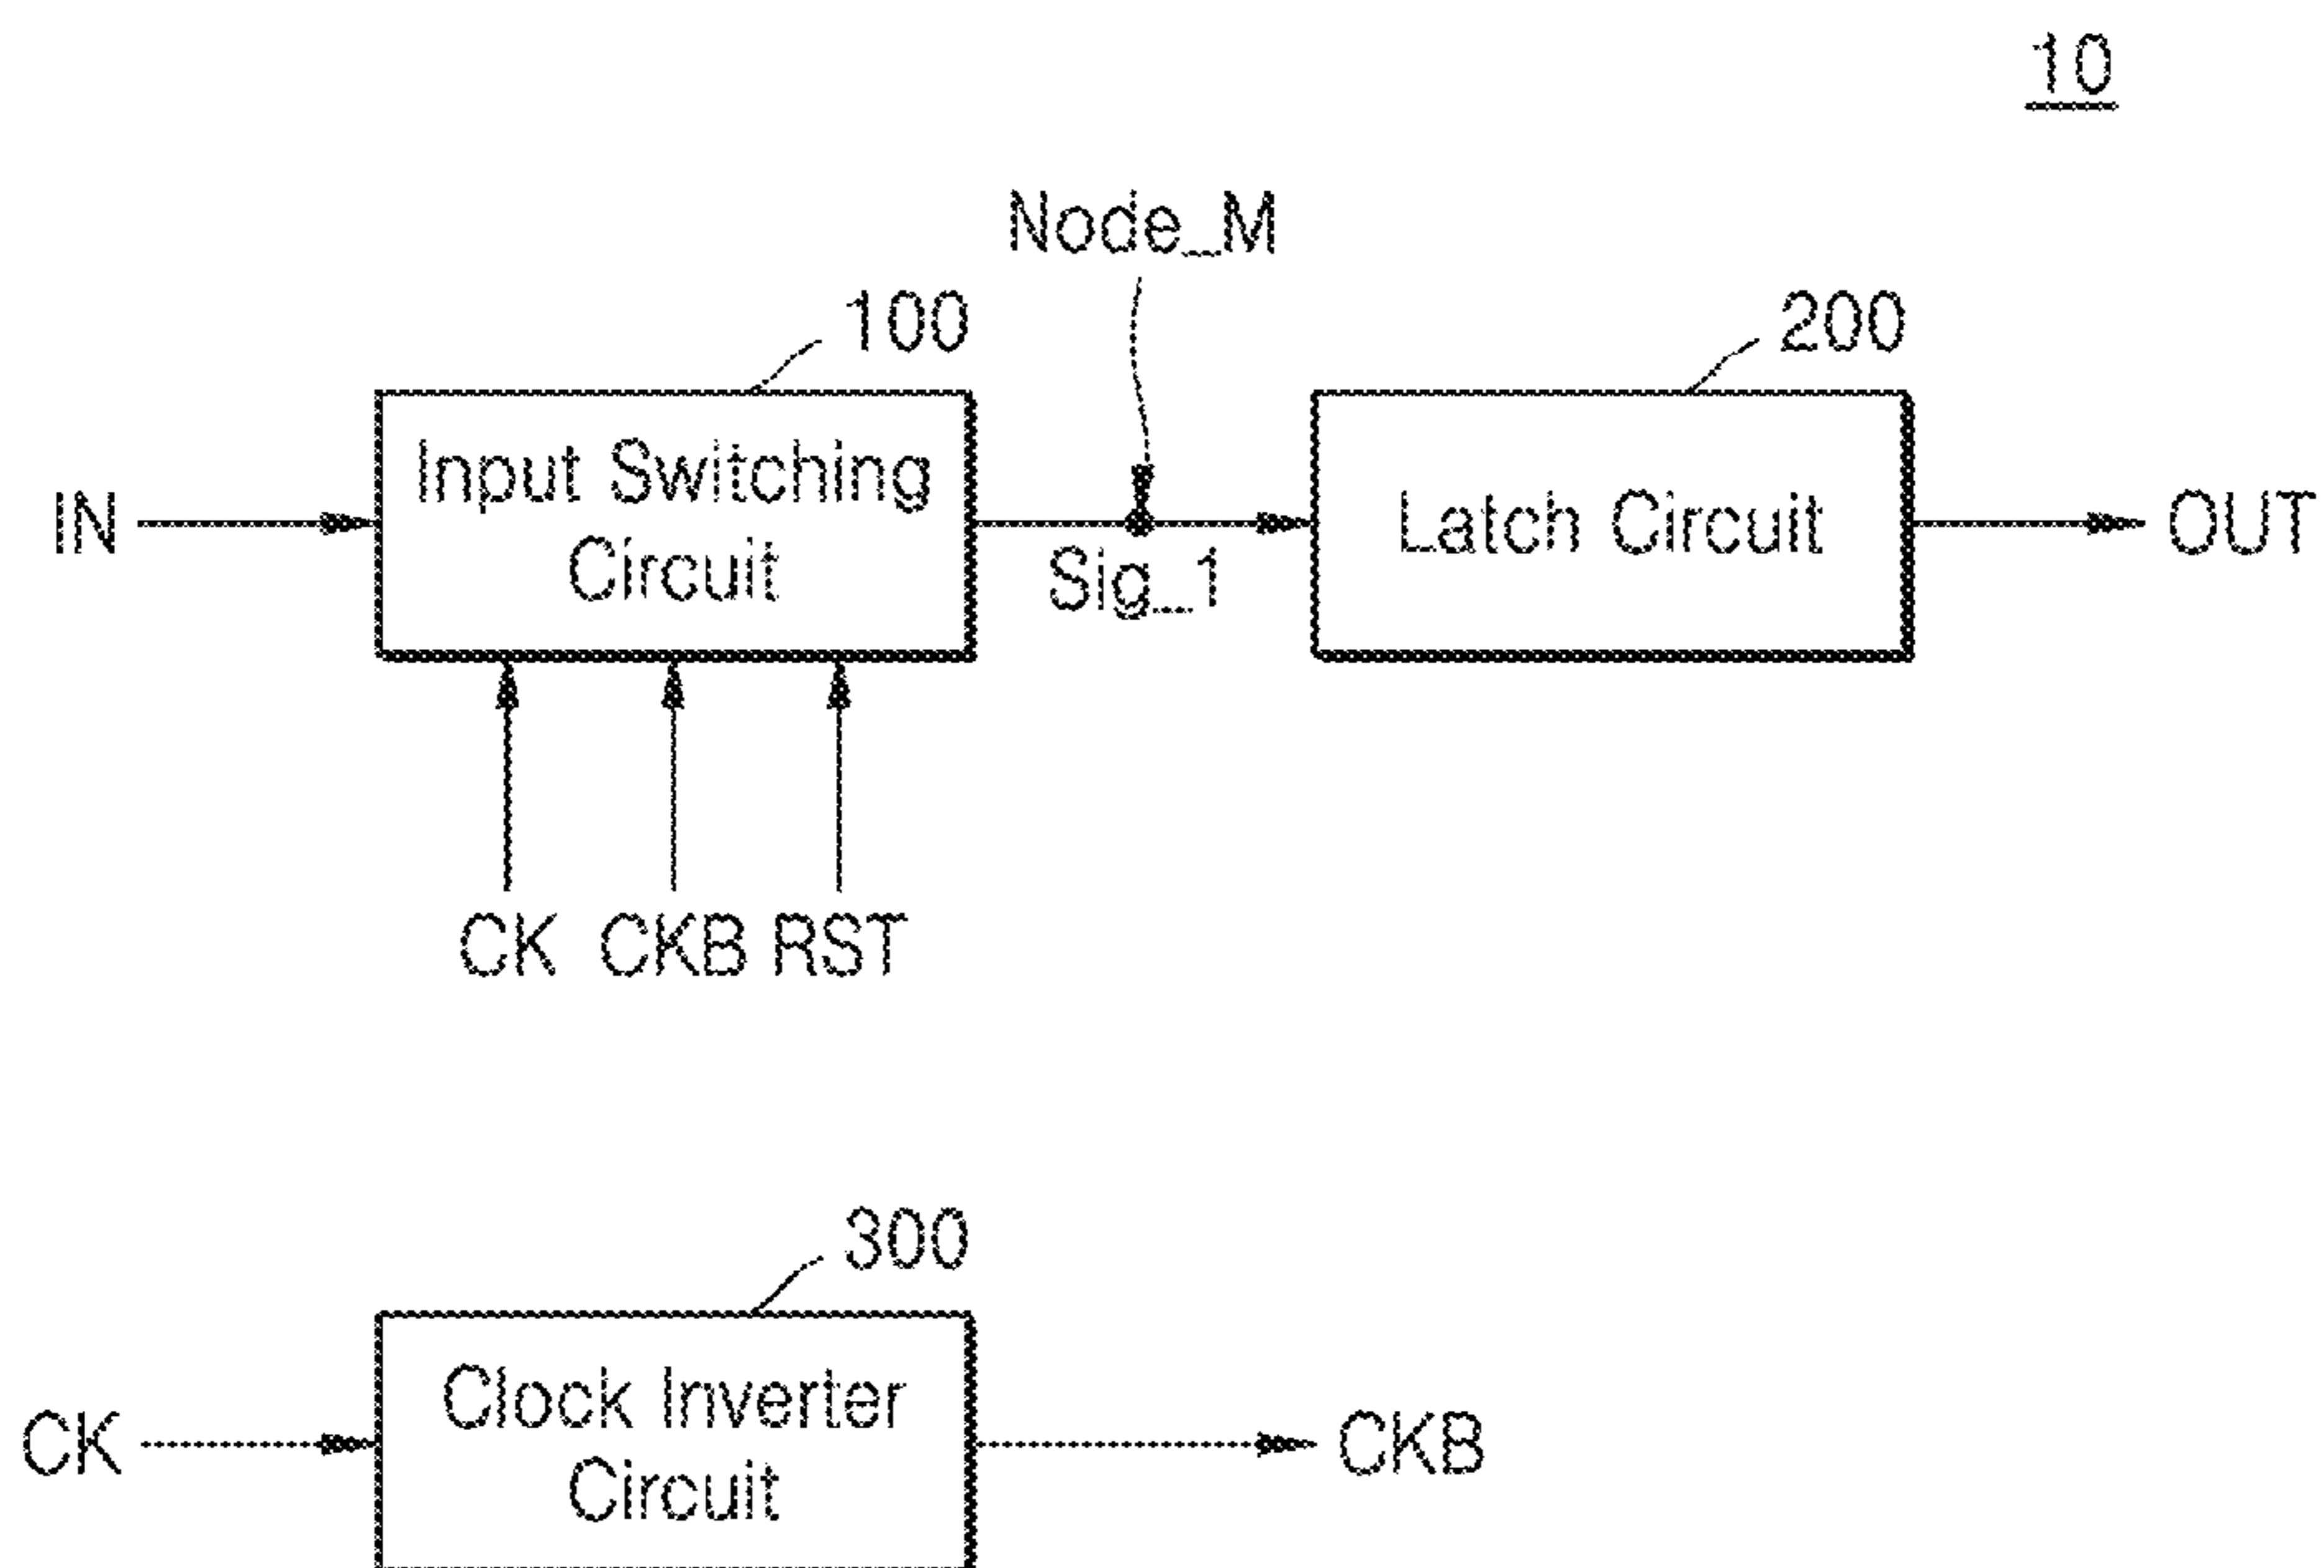 10
Node_M
100
200
IN
Input Switching
Circuit
Sig_1
Latch Circuit
OUT
CK CKB RST
300
CK
Clock Inverter
Circuit
CKB